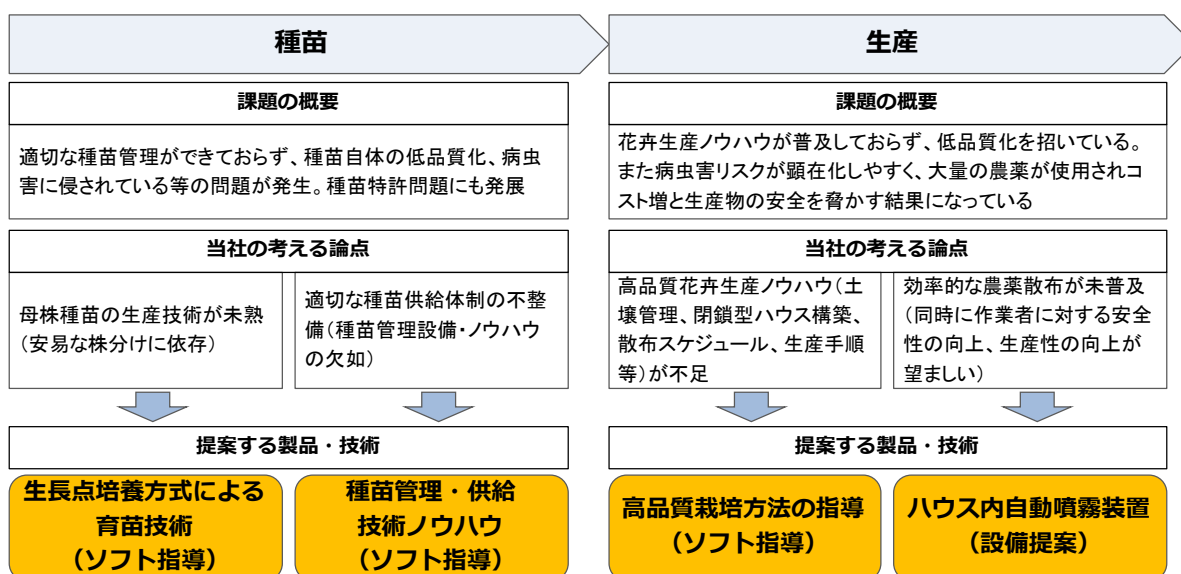 種苗
課題の概要
適切な種苗管理ができておらず、種苗自体の低品質化、病虫
害に侵されている等の問題が発生。種苗特許問題にも発展
当社の考える論点
母株種苗の生産技術が未熟
（安易な株分けに依存）
適切な種苗供給体制の不整
備（種苗管理設備・ノウハウ
の欠如）
提案する製品・技術
生長点培養方式による
育苗技術
（ソフト指導）
種苗管理・供給
技術ノウハウ
（ソフト指導）
生産
課題の概要
花卉生産ノウハウが普及しておらず、低品質化を招いている。
また病虫害リスクが顕在化しやすく、大量の農薬が使用されコ
スト増と生産物の安全を脅かす結果になっている
当社の考える論点
高品質花卉生産ノウハウ（土
壌管理、閉鎖型ハウス構築、
散布スケジュール、生産手順
等）が不足
効率的な農薬散布が未普及
（同時に作業者に対する安全
性の向上、生産性の向上が
望ましい）
提案する製品・技術
高品質栽培方法の指導
（ソフト指導）
ハウス内自動噴霧装置
（設備提案）